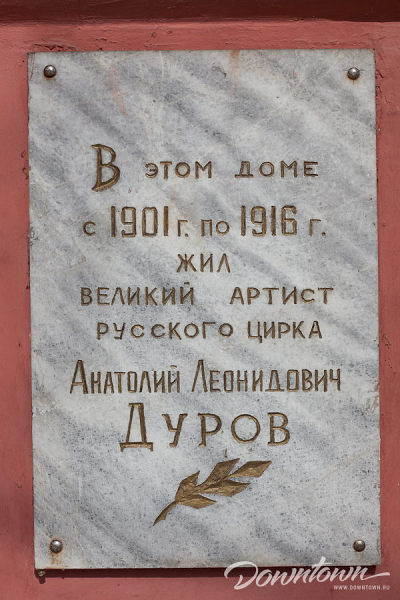 В этом доме
с 1901 г. по 1916 г.
жил
великий артист
русского цирка
Анатолий Леонидович
Дуров
Downtown
WWW.DOWNTOWN.RU